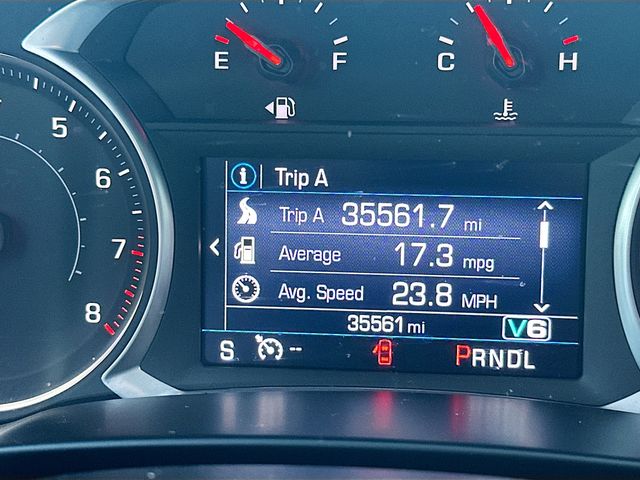 E F
C H
5
6
7
8
i Trip A
Trip A 35561.7 mi
Average 17.3 mpg
Avg. Speed 23.8 MPH
35561 mi V6
S -- PRNDL